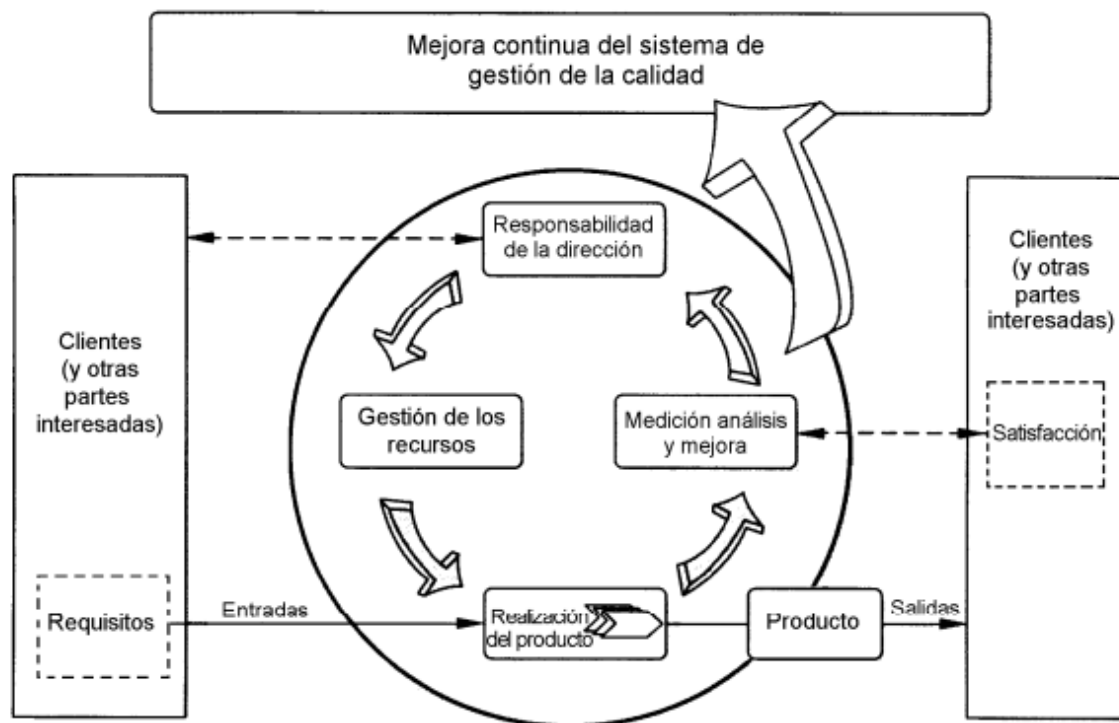 Mejora continua del sistema de
gestión de la calidad
Responsabilidad
de la dirección
Clientes
(y otras
partes
interesadas)
Clientes
(y otras
partes
interesadas)
Gestión de los
recursos
Medición análisis
y mejora
Satisfacción
Requisitos
Entradas
Realización
del producto
Producto
Salidas